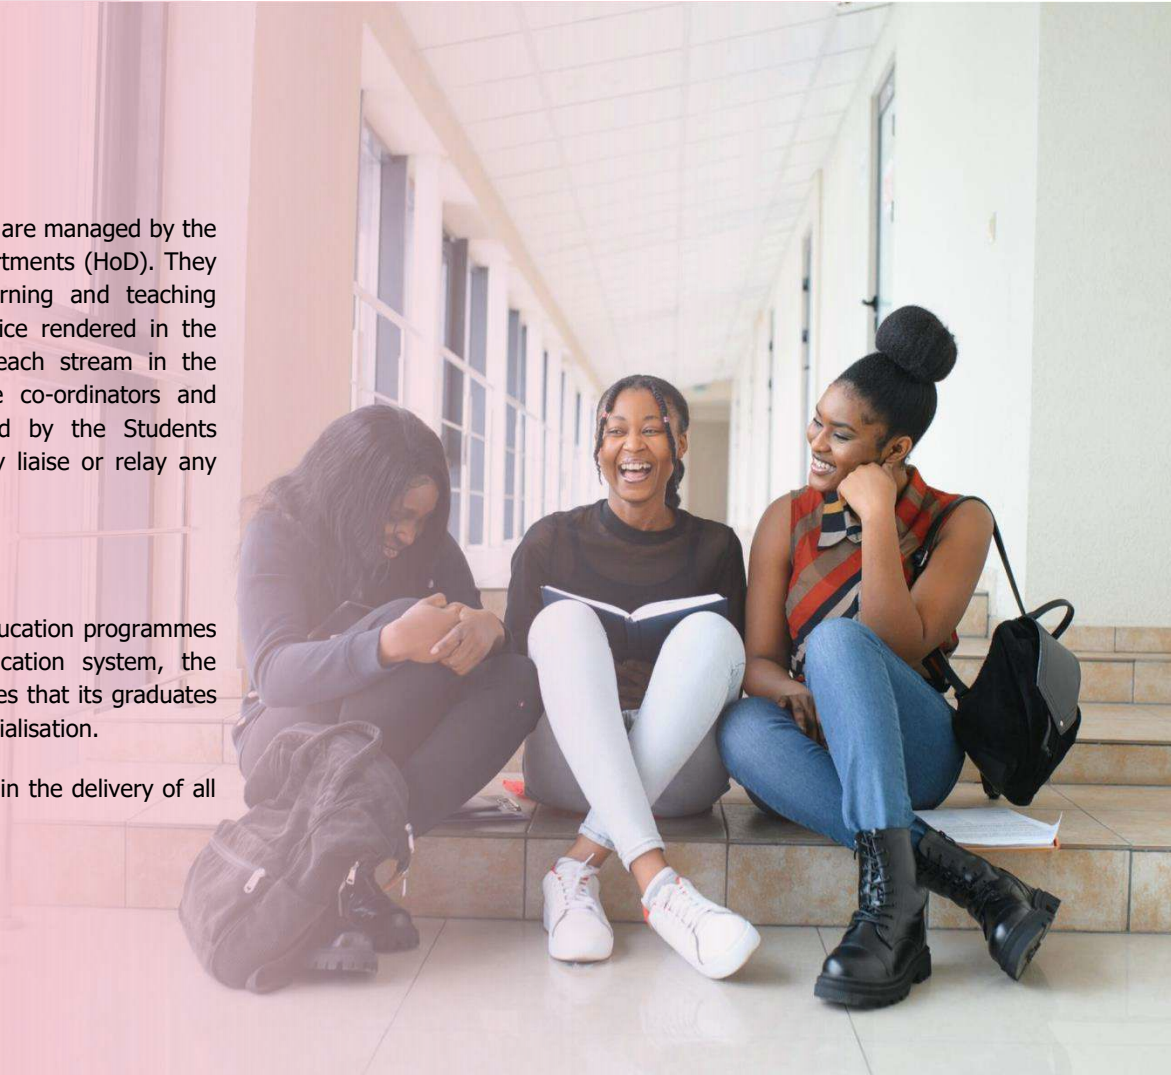 are managed by the
rtments (HoD). They
rning and teaching
ice rendered in the
each stream in the
e co-ordinators and
d by the Students
y liaise or relay any
ucation programmes
cation system, the
es that its graduates
ialisation.
in the delivery of all